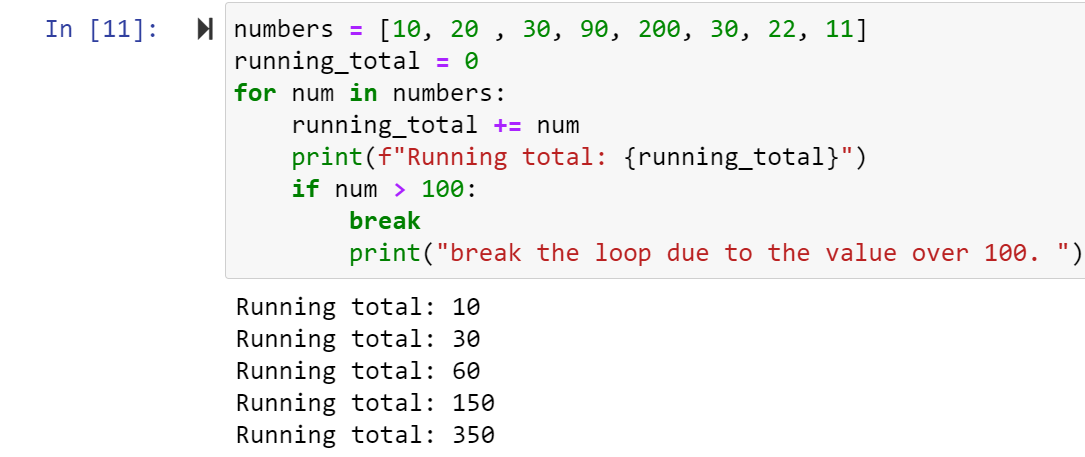 In [11]:
numbers = [10, 20 , 30, 90, 200, 30, 22, 11]
running_total = 0
for num in numbers:
    running_total += num
    print(f"Running total: {running_total}")
    if num > 100:
        break
        print("break the loop due to the value over 100. ")
Running total: 10
Running total: 30
Running total: 60
Running total: 150
Running total: 350